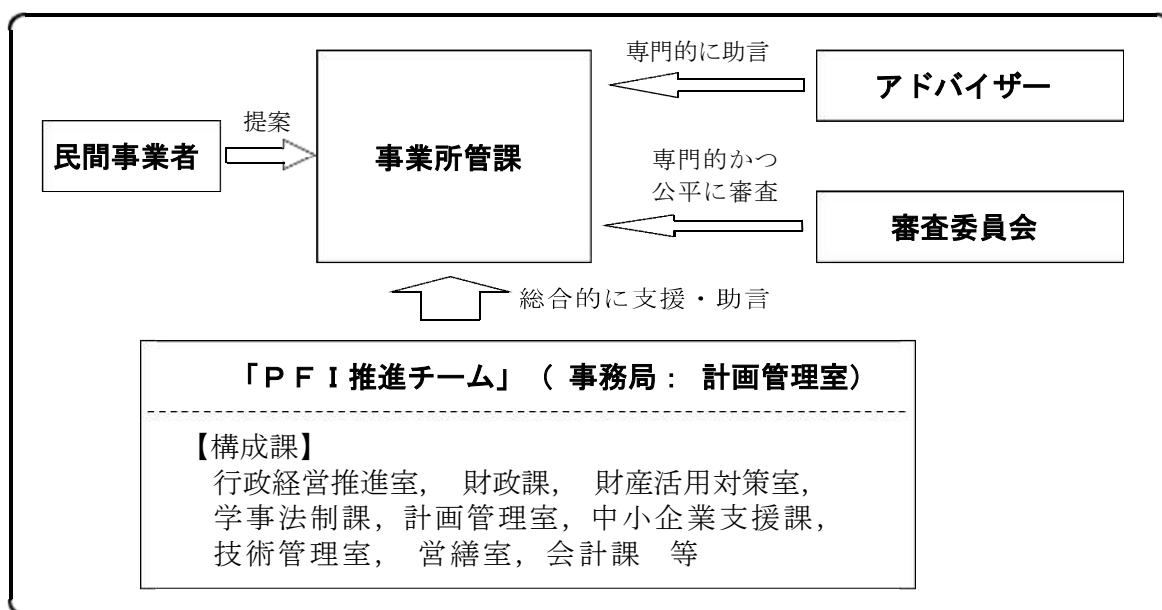 専門的に助言
アドバイザー
提案
民間事業者
事業所管課
専門的かつ
公平に審査
審査委員会
総合的に支援・助言
「PFI推進チーム」（ 事務局： 計画管理室）
【構成課】
行政経営推進室， 財政課， 財産活用対策室，
学事法制課，計画管理室，中小企業支援課，
技術管理室， 営繕室，会計課 等